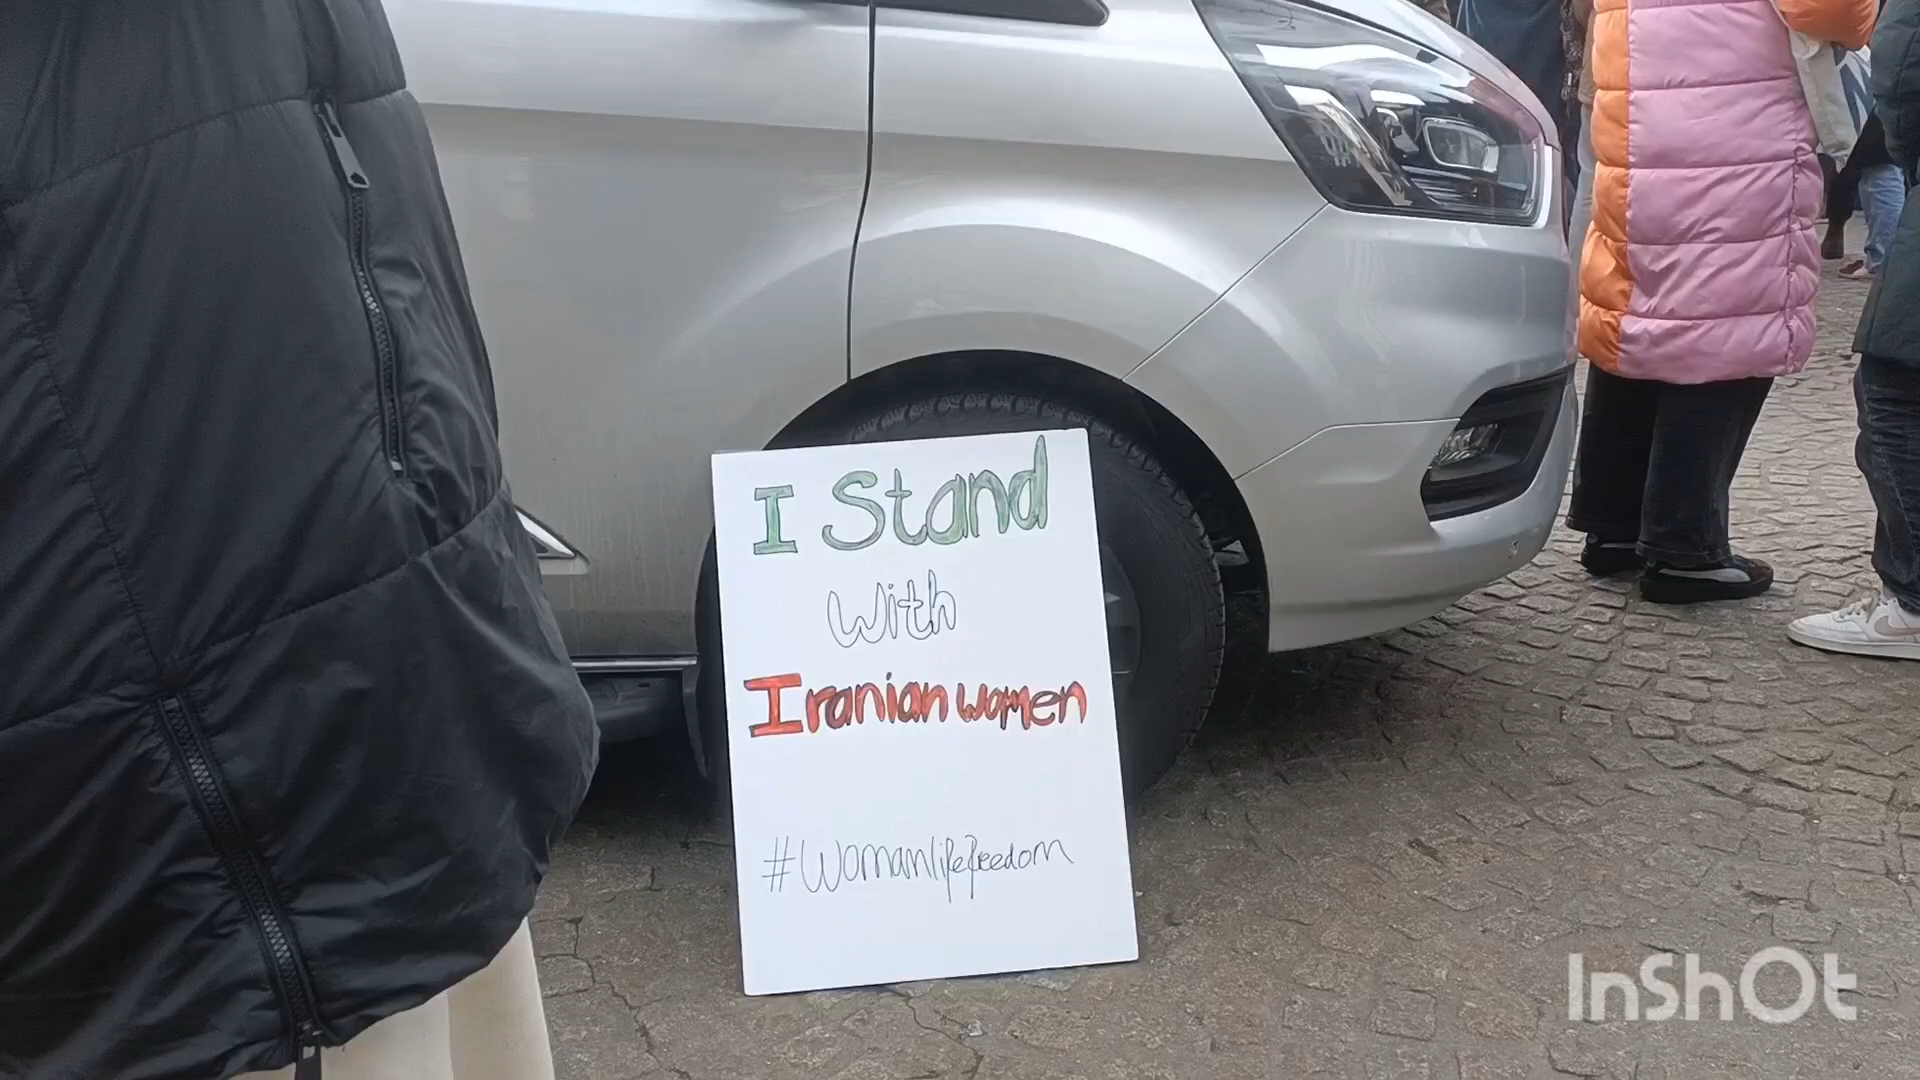 I Stand
With
Iranian women
#Womanlifefreedom
InShOt